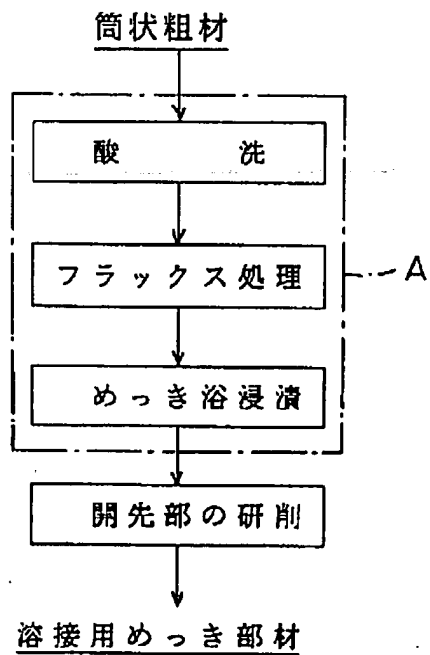 筒状粗材
酸洗
フラックス処理
A
めっき浴浸漬
開先部の研削
溶接用めっき部材